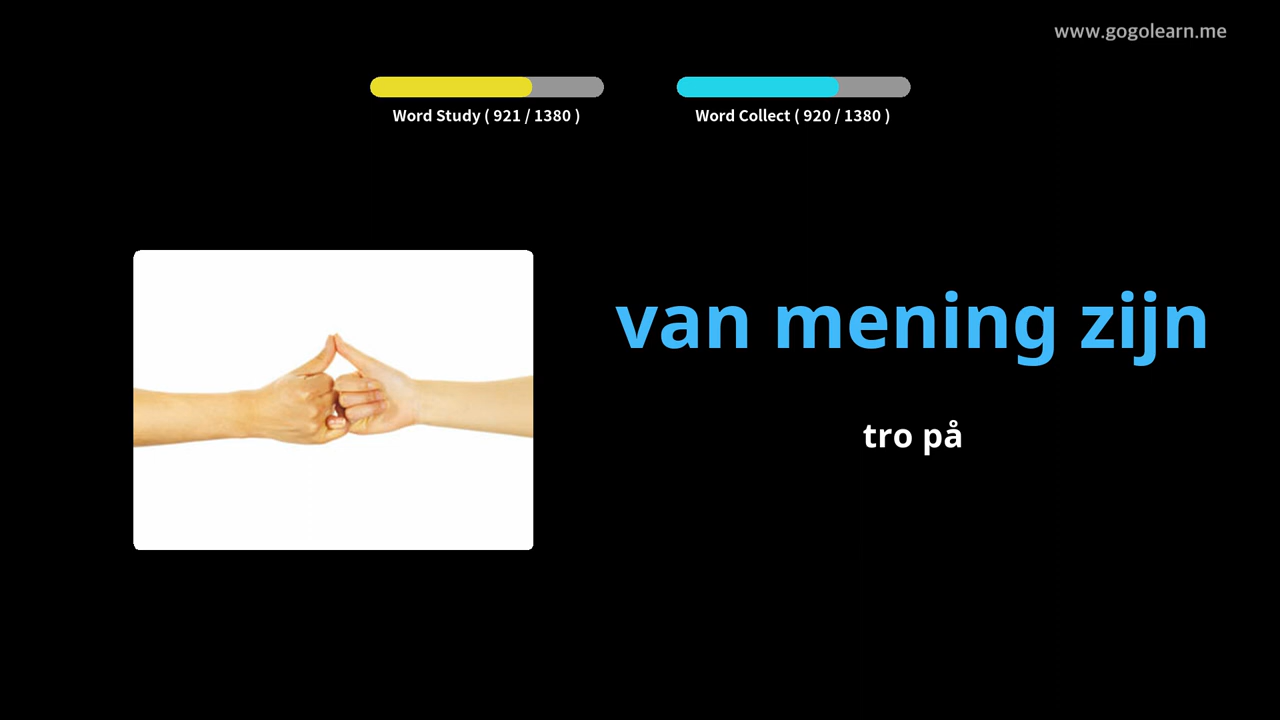 www.gogolearn.me
Word Study ( 921 / 1380 )
Word Collect ( 920 / 1380 )
van mening zijn
tro på